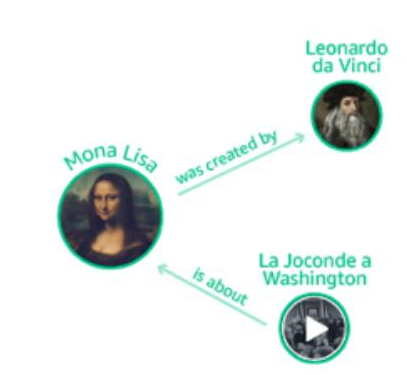 Leonardo
da Vinci
was created by
Mona Lisa
La Joconde a
Washington
is about